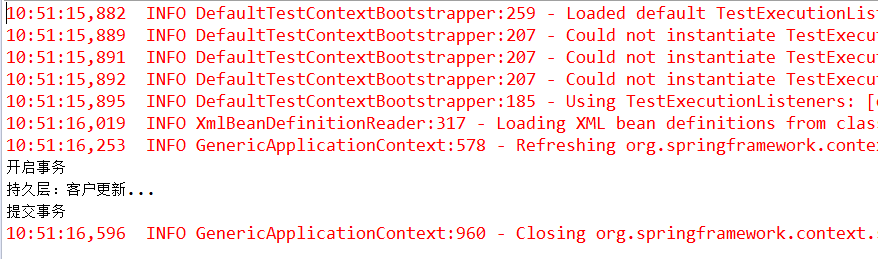 10:51:15,882  INFO DefaultTestContextBootstrapper:259 - Loaded default TestExecutionList
10:51:15,889  INFO DefaultTestContextBootstrapper:207 - Could not instantiate TestExecu
10:51:15,891  INFO DefaultTestContextBootstrapper:207 - Could not instantiate TestExecu
10:51:15,892  INFO DefaultTestContextBootstrapper:207 - Could not instantiate TestExecu
10:51:15,895  INFO DefaultTestContextBootstrapper:185 - Using TestExecutionListeners: [
10:51:16,019  INFO XmlBeanDefinitionReader:317 - Loading XML bean definitions from clas
10:51:16,253  INFO GenericApplicationContext:578 - Refreshing org.springframework.conte
开启事务
持久层：客户更新...
提交事务
10:51:16,596  INFO GenericApplicationContext:960 - Closing org.springframework.context.